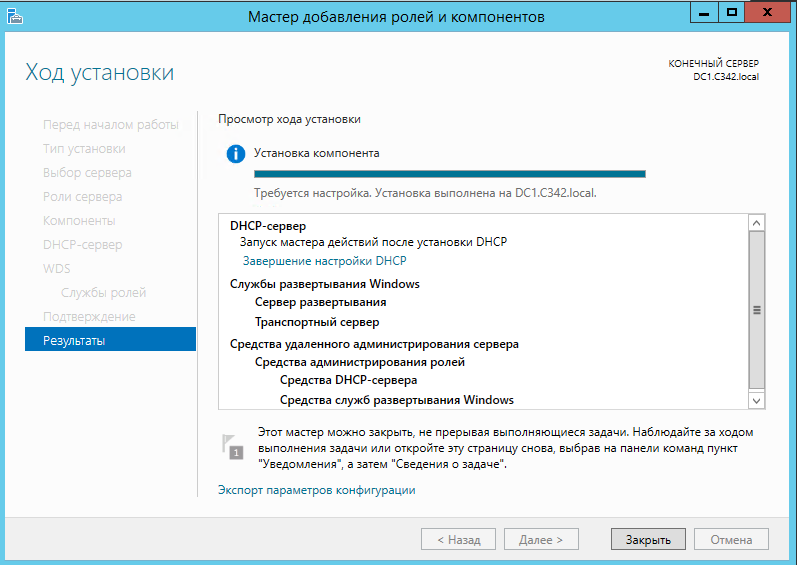 Мастер добавления ролей и компонентов
Ход установки
КОНЕЧНЫЙ СЕРВЕР
DC1.C342.local
Перед началом работы
Тип установки
Выбор сервера
Роли сервера
Компоненты
DHCP-сервер
WDS
Службы ролей
Подтверждение
Результаты
Просмотр хода установки
Установка компонента
Требуется настройка. Установка выполнена на DC1.C342.local.
DHCP-сервер
Запуск мастера действий после установки DHCP
Завершение настройки DHCP
Службы развертывания Windows
Сервер развертывания
Транспортный сервер
Средства удаленного администрирования сервера
Средства администрирования ролей
Средства DHCP-сервера
Средства служб развертывания Windows
1
Этот мастер можно закрыть, не прерывая выполняющиеся задачи. Наблюдайте за ходом
выполнения задачи или откройте эту страницу снова, выбрав на панели команд пункт
"Уведомления", а затем "Сведения о задаче".
Экспорт параметров конфигурации
< Назад
Далее >
Закрыть
Отмена